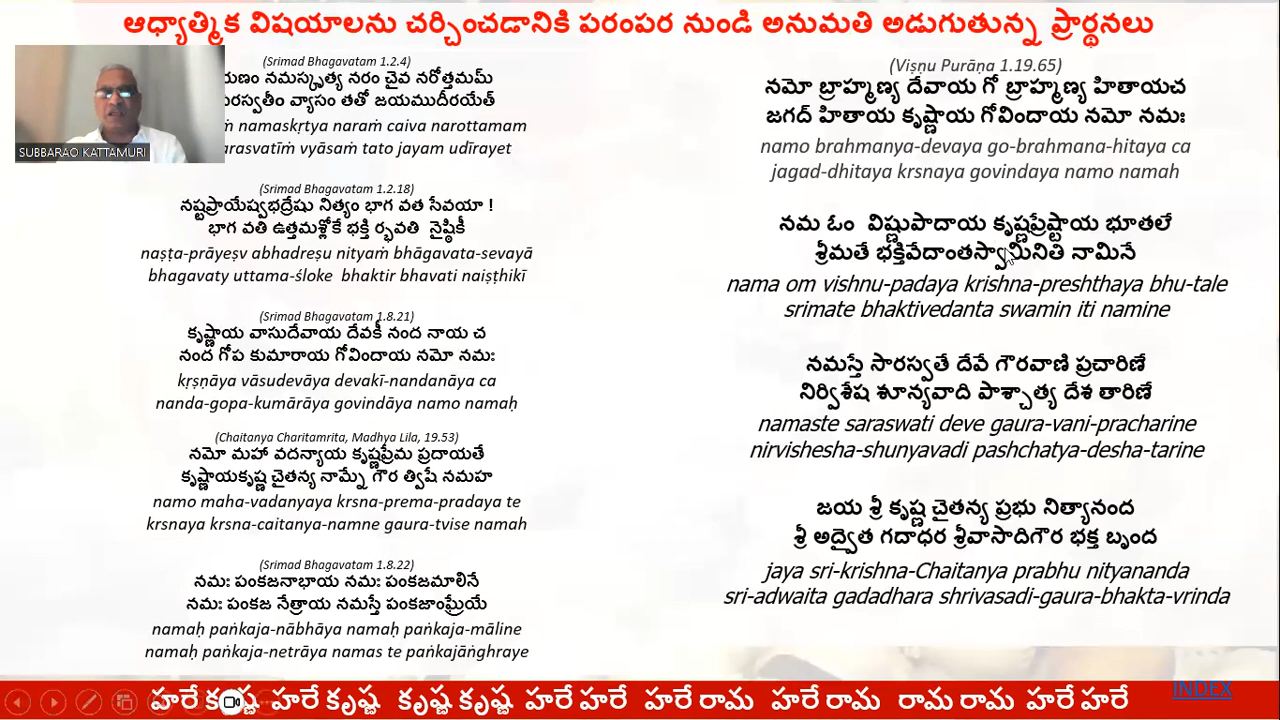 ఆధ్యాత్మిక విషయాలను చర్చించడానికి పరంపర నుండి అనుమతి అడుగుతున్న ప్రార్థనలు
(Srimad Bhagavatam 1.2.4)
నమస్కృత్య నరం చైవ నరోత్తమమ్
వ్యాసం తతో జయముదీరయేత్
namaskṛtya naraṁ caiva narottamam
vyāsaṁ tato jayam udīrayet
SUBBARAO KATTAMURI
(Srimad Bhagavatam 1.2.18)
నష్టప్రాయేష్వభద్రేషు నిత్యం భాగ వత సేవయా !
భాగ వతి ఉత్తమశ్లోకే భక్తి ర్భవతి నైష్ఠికీ
naṣṭa-prāyeṣv abhadreṣu nityaṁ bhāgavata-sevayā
bhagavaty uttama-śloke bhaktir bhavati naiṣṭhikī
(Srimad Bhagavatam 1.8.21)
కృష్ణాయ వాసుదేవాయ దేవకీ నంద నాయ చ
నంద గోప కుమారాయ గోవిందాయ నమో నమః
kṛṣṇāya vāsudevāya devakī-nandanāya ca
nanda-gopa-kumārāya govindāya namo namaḥ
(Chaitanya Charitamrita, Madhya Lila, 19.53)
నమో మహా వదన్యాయ కృష్ణప్రేమ ప్రదాయతే
కృష్ణాయకృష్ణ చైతన్య నామ్నే గౌర త్విషే నమహ
namo maha-vadanyaya krsna-prema-pradaya te
krsnaya krsna-caitanya-namne gaura-tvise namah
(Srimad Bhagavatam 1.8.22)
నమః పంకజనాభాయ నమః పంకజమాలినే
నమః పంకజ నేత్రాయ నమస్తే పంకజాంఘ్రేయే
namaḥ paṅkaja-nābhāya namaḥ paṅkaja-māline
namaḥ paṅkaja-netrāya namas te paṅkajāṅghraye
(Viṣṇu Purāṇa 1.19.65)
నమో బ్రాహ్మణ్య దేవాయ గో బ్రాహ్మణ్య హితాయచ
జగద్ హితాయ కృష్ణాయ గోవిందాయ నమో నమః
namo brahmanya-devaya go-brahmana-hitaya ca
jagad-dhitaya krsnaya govindaya namo namah
నమ ఓం విష్ణుపాదాయ కృష్ణప్రేష్టాయ భూతలే
శ్రీమతే భక్తివేదాంతస్వామినితి నామినే
nama om vishnu-padaya krishna-preshthaya bhu-tale
srimate bhaktivedanta swamin iti namine
నమస్తే సారస్వతే దేవే గౌరవాణి ప్రచారిణే
నిర్విశేష శూన్యవాది పాశ్చాత్య దేశ తారిణే
namaste saraswati deve gaura-vani-pracharine
nirvishesha-shunyavadi pashchatya-desha-tarine
జయ శ్రీ కృష్ణ చైతన్య ప్రభు నిత్యానంద
శ్రీ అద్వైత గదాధర శ్రీవాసాదిగౌర భక్త బృంద
jaya sri-krishna-Chaitanya prabhu nityananda
sri-adwaita gadadhara shrivasadi-gaura-bhakta-vrinda
హరే హరే కృష్ణ కృష్ణ కృష్ణ హరే హరే హరే రామ హరే రామ రామ రామ హరే హరే
INDEX